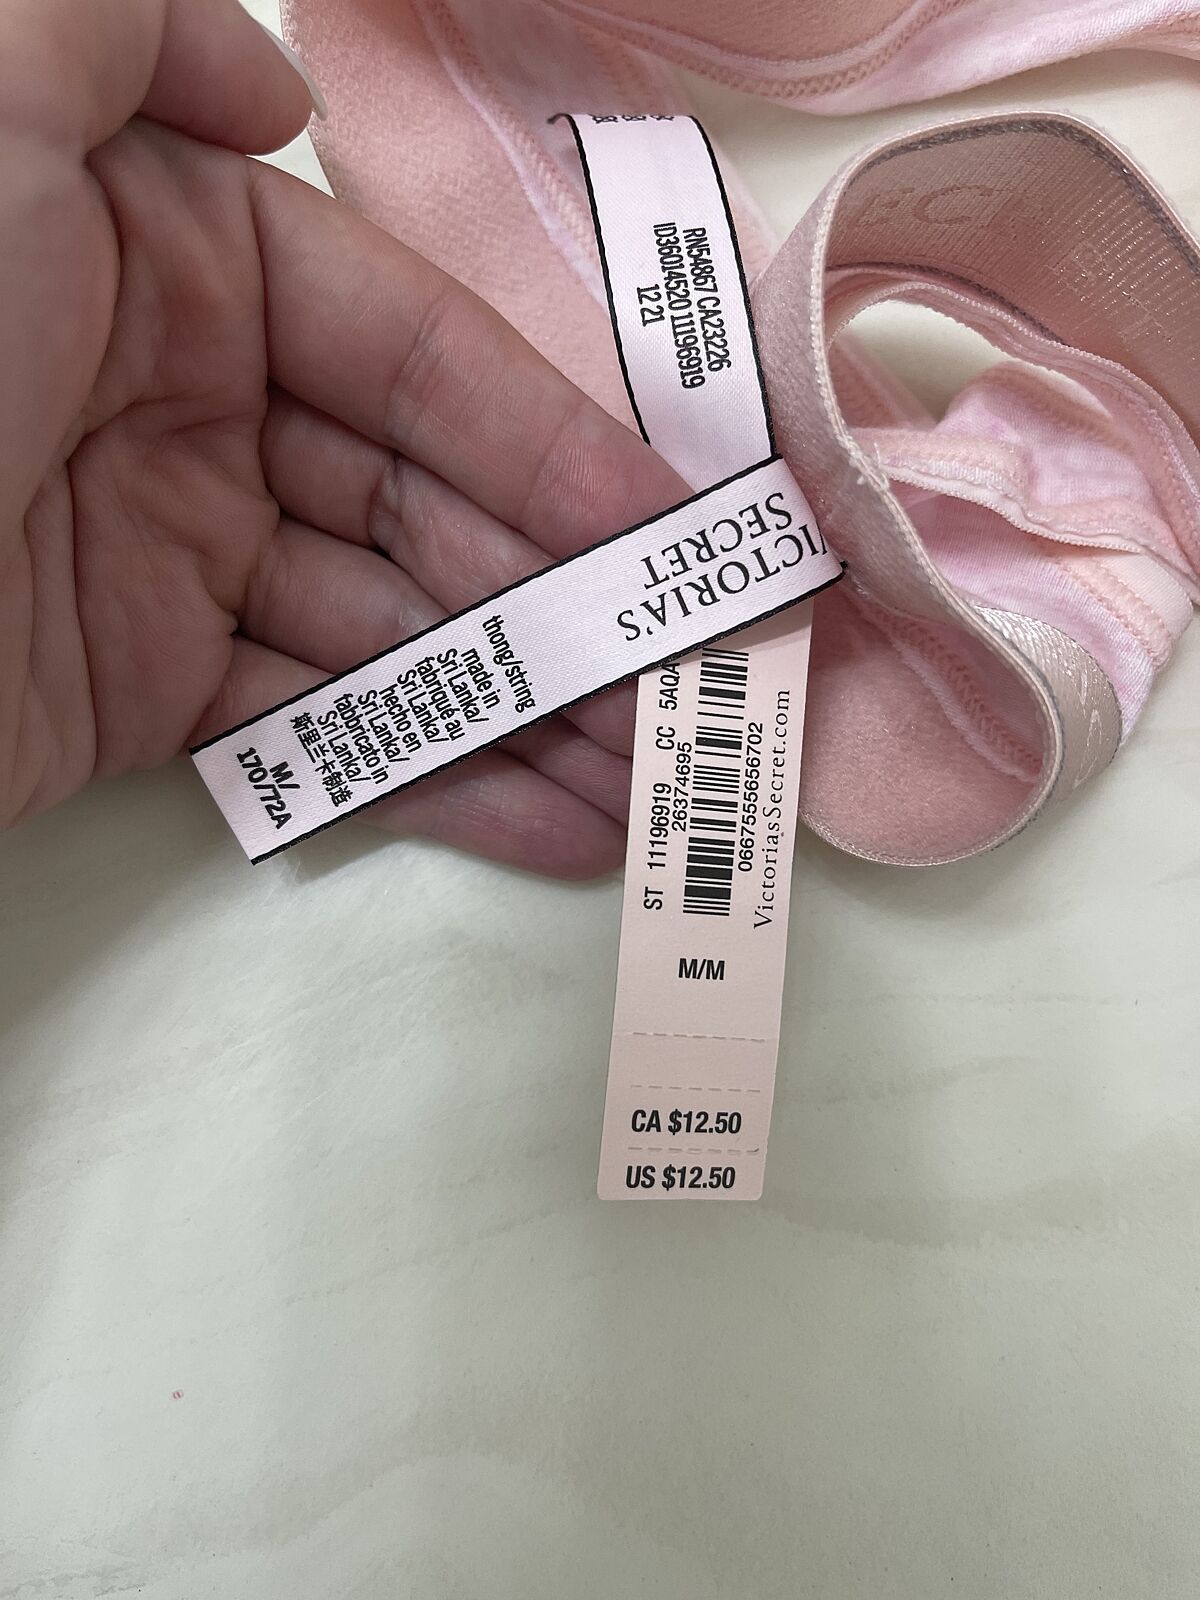 RN54867 CA23226
ID36014520 11196919
12 21
VICTORIA'S
SECRET
thong/string
made in
Sri Lanka/
fabriqué au
Sri Lanka/
hecho en
Sri Lanka/
fabbricato in
Sri Lanka/
斯里兰卡制造
M/
170/72A
ST 11196919 CC 5AQA
26374695
0667555656702
VictoriasSecret.com
M/M
CA $12.50
US $12.50